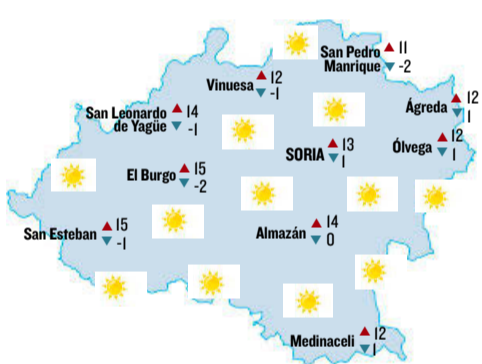 San Pedro
Manrique
11
-2
Vinuesa
12
-1
Ágreda
12
1
San Leonardo
de Yagüe
14
-1
SORIA
13
1
Ólvega
12
1
El Burgo
15
-2
San Esteban
15
-1
Almazán
14
0
Medinaceli
12
1